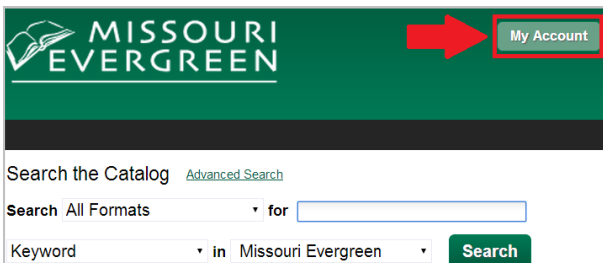 MISSOURI
EVERGREEN
My Account
Search the Catalog Advanced Search
Search All Formats for
Keyword in Missouri Evergreen Search